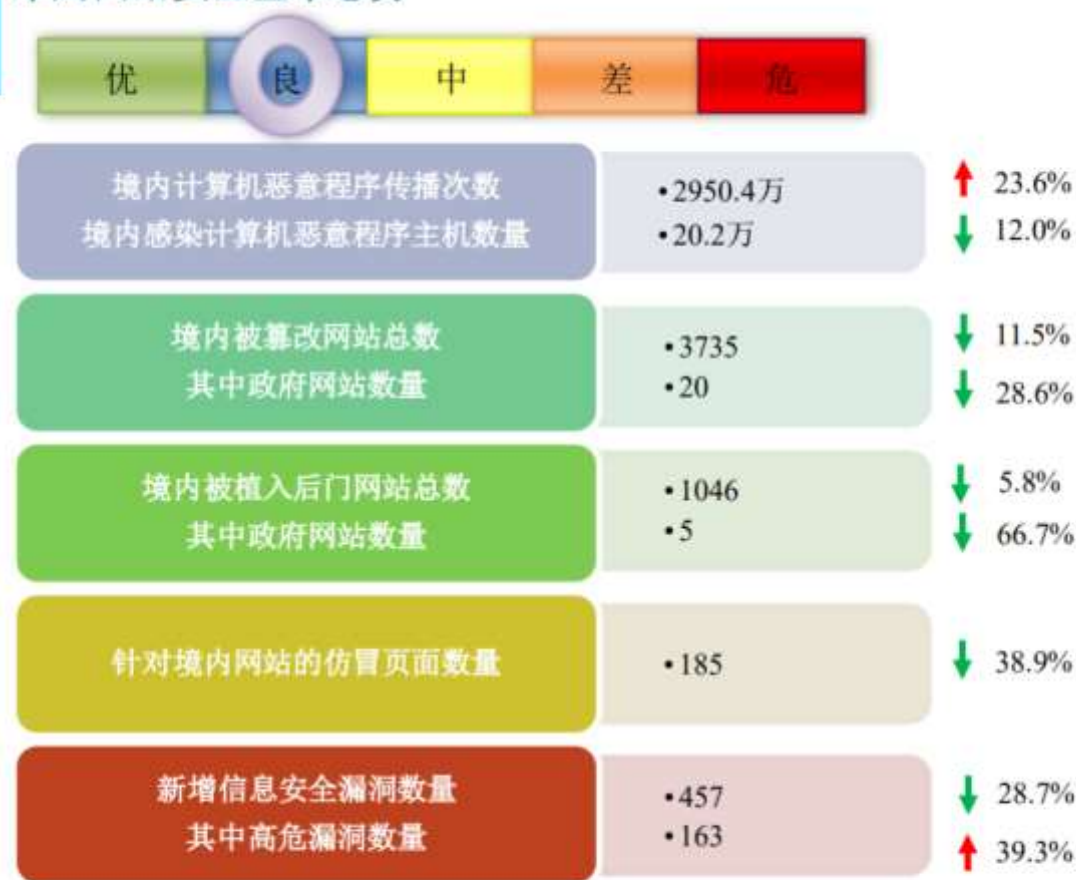 优 良 中 差 危
境内计算机恶意程序传播次数 •2950.4万 23.6%
境内感染计算机恶意程序主机数量 •20.2万 12.0%
境内被篡改网站总数 •3735 11.5%
其中政府网站数量 •20 28.6%
境内被植入后门网站总数 •1046 5.8%
其中政府网站数量 •5 66.7%
针对境内网站的仿冒页面数量 •185 38.9%
新增信息安全漏洞数量 •457 28.7%
其中高危漏洞数量 •163 39.3%